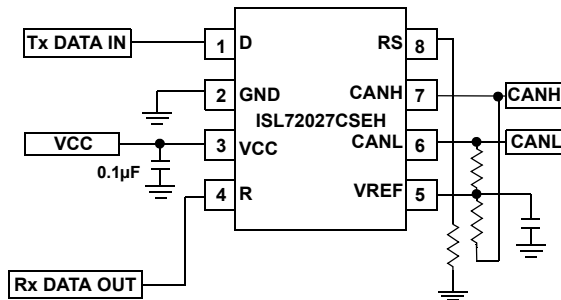 Tx DATA IN
1
D
RS
8
2
GND
CANH
7
CANH
ISL72027CSEH
VCC
3
VCC
CANL
6
CANL
0.1µF
4
R
VREF
5
Rx DATA OUT